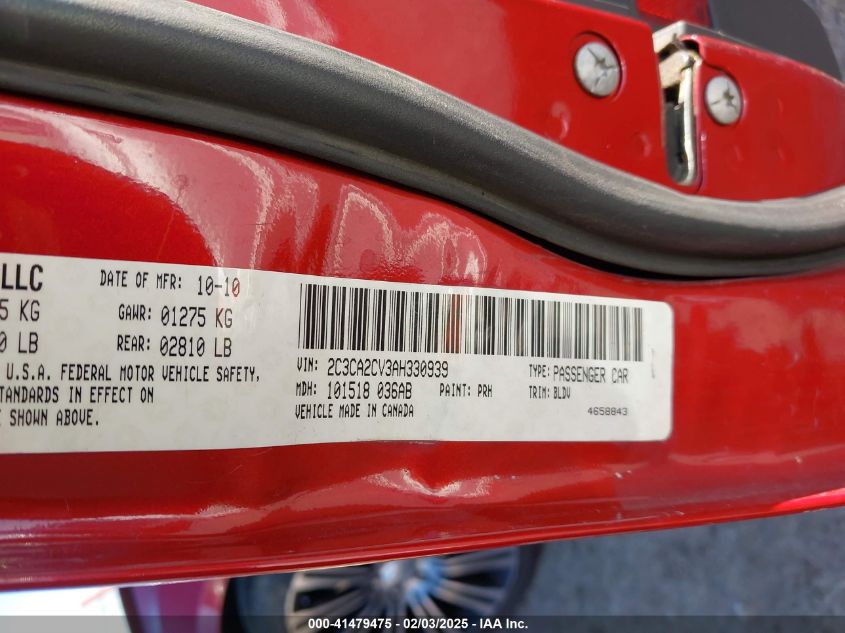 LLC DATE OF MFR: 10-10
5 KG GAWR: 01275 KG
0 LB REAR: 02810 LB
U.S.A. FEDERAL MOTOR VEHICLE SAFETY,
STANDARDS IN EFFECT ON
SHOWN ABOVE.
VIN: 2C3CA2CV3AH330939 TYPE: PASSENGER CAR
MDH: 101518 036AB PAINT: PRH TRIM: BLDV
VEHICLE MADE IN CANADA 4658843
000-41479475 - 02/03/2025 - IAA Inc.